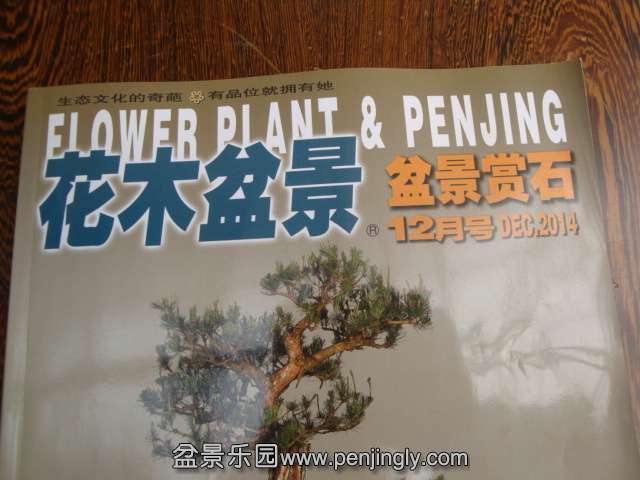 生态文化的奇葩 有品位就拥有她
FLOWER PLANT & PENJING
花木盆景®
盆景赏石
12月号 DEC.2014
盆景乐园www.penjingly.com